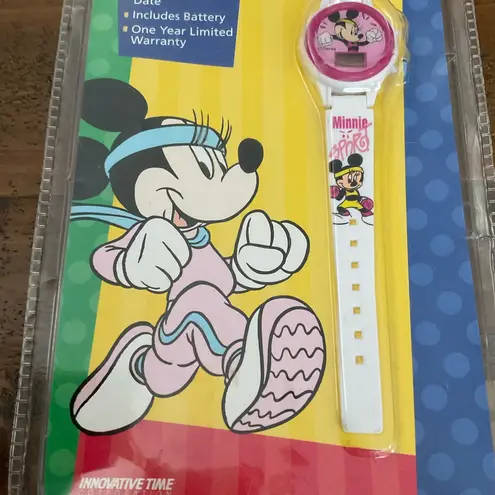 Date
• Includes Battery
• One Year Limited
Warranty
Minnie
SPORT
INNOVATIVE TIME